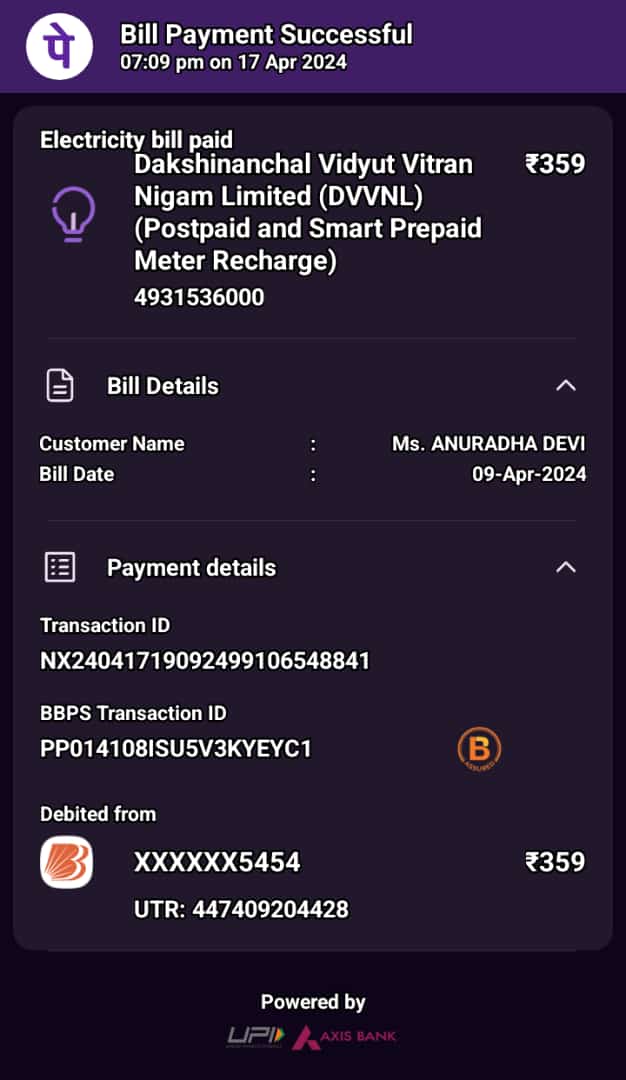 पे
Bill Payment Successful
07:09 pm on 17 Apr 2024
Electricity bill paid
Dakshinanchal Vidyut Vitran ₹359
Nigam Limited (DVVNL)
(Postpaid and Smart Prepaid
Meter Recharge)
4931536000
Bill Details
Customer Name : Ms. ANURADHA DEVI
Bill Date : 09-Apr-2024
Payment details
Transaction ID
NX24041719092499106548841
BBPS Transaction ID
PP014108ISU5V3KYEYC1
B
ASSURED
Debited from
XXXXXX5454 ₹359
UTR: 447409204428
Powered by
UPI AXIS BANK